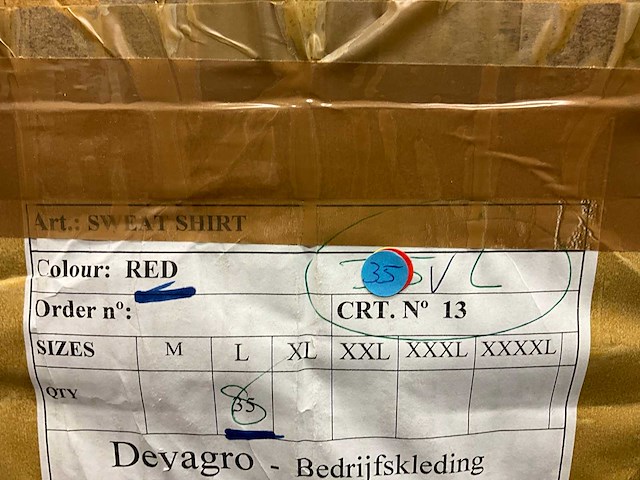 Art.: SWEAT SHIRT
Colour: RED
35
Order nº:
CRT. Nº 13
SIZES M L XL XXL XXXL XXXXL
QTY 35
Devagro - Bedrijfskleding